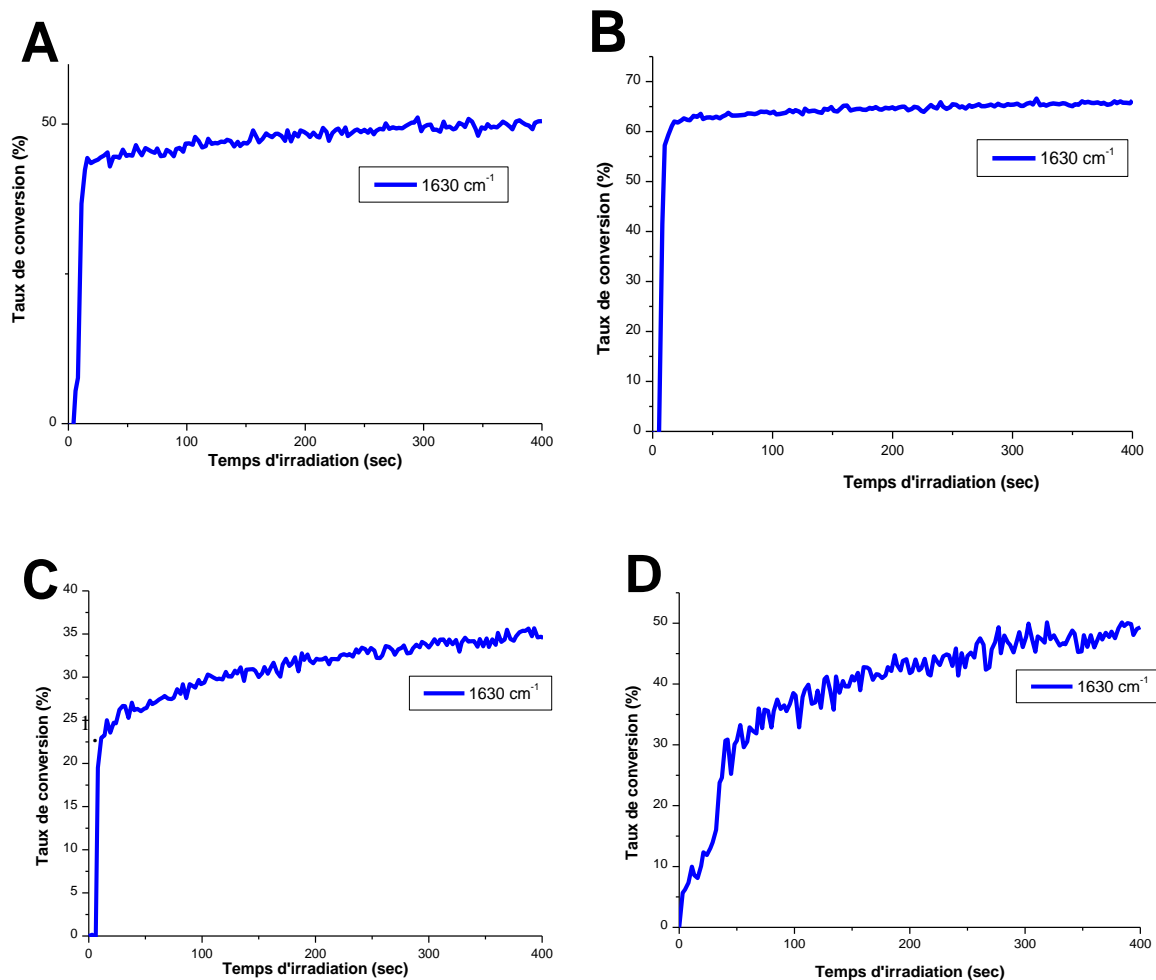 A
Taux de conversion (%)
50
0
0 100 200 300 400
Temps d'irradiation (sec)
1630 cm⁻¹
B
Taux de conversion (%)
70
60
50
40
30
20
10
0
0 100 200 300 400
Temps d'irradiation (sec)
1630 cm⁻¹
C
Taux de conversion (%)
40
35
30
25
20
15
10
5
0
0 100 200 300 400
Temps d'irradiation (sec)
1630 cm⁻¹
D
Taux de conversion (%)
50
40
30
20
10
0
0 100 200 300 400
Temps d'irradiation (sec)
1630 cm⁻¹